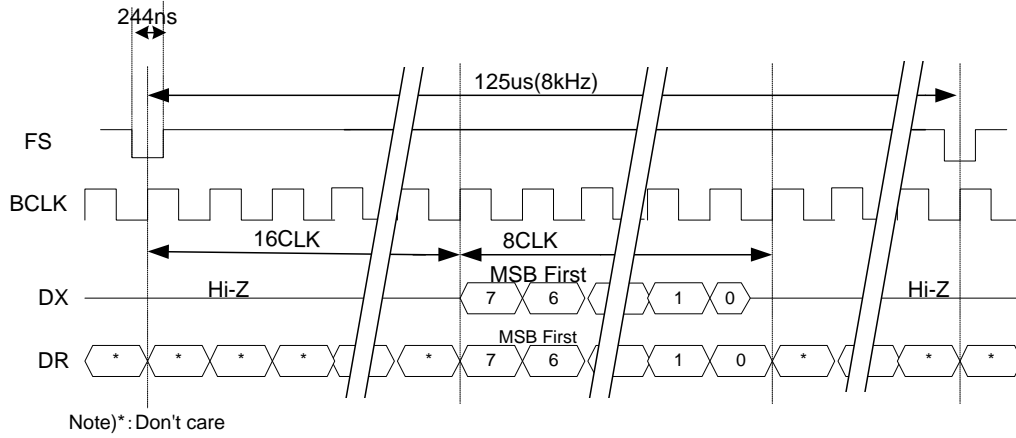 244ns
125us(8kHz)
FS
BCLK
16CLK 8CLK
MSB First
DX Hi-Z 7 6 1 0 Hi-Z
MSB First
DR * * * * * 7 6 1 0 * * *
Note)*:Don't care